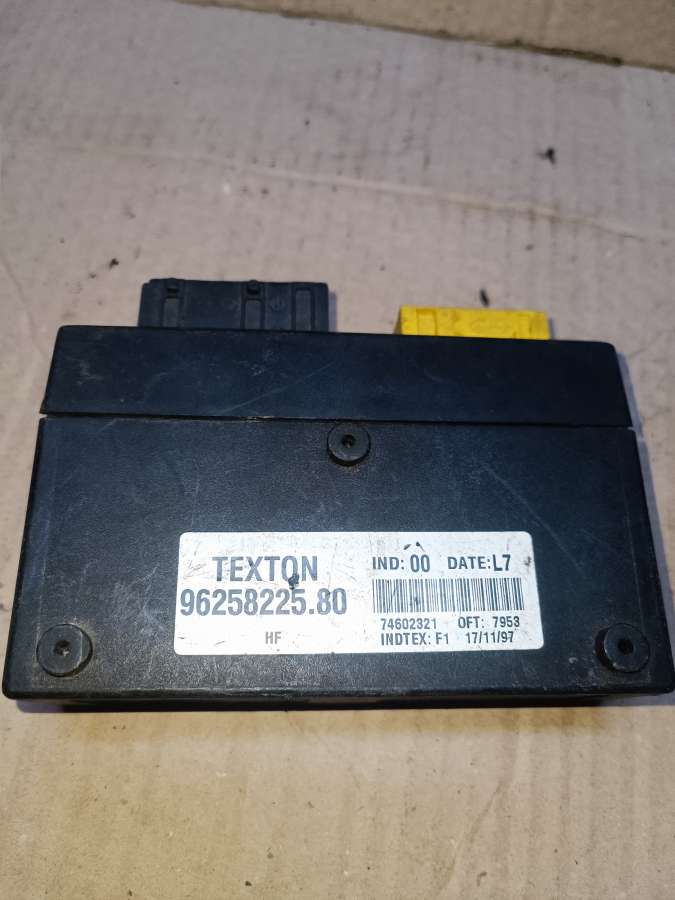 TEXTON
96258225.80
HF
IND: 00 DATE: L7
74602321 OFT: 7953
INDTEX: F1 17/11/97